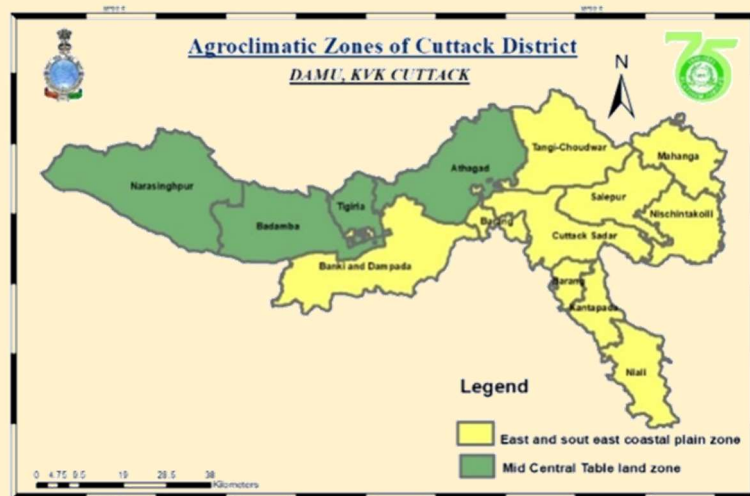 Agroclimatic Zones of Cuttack District
DAMU, KVK CUTTACK
N
75
Tangi-Choudwar
Mahanga
Athagad
Narasinghpur
Salepur
Tigiria
Nischintakoili
Badamba
Cuttack Sadar
Banki and Dampada
Barang
Kantapada
Niali
Legend
East and sout east coastal plain zone
Mid Central Table land zone
0 4.75 9.5 19 28.5 38
Kilometers